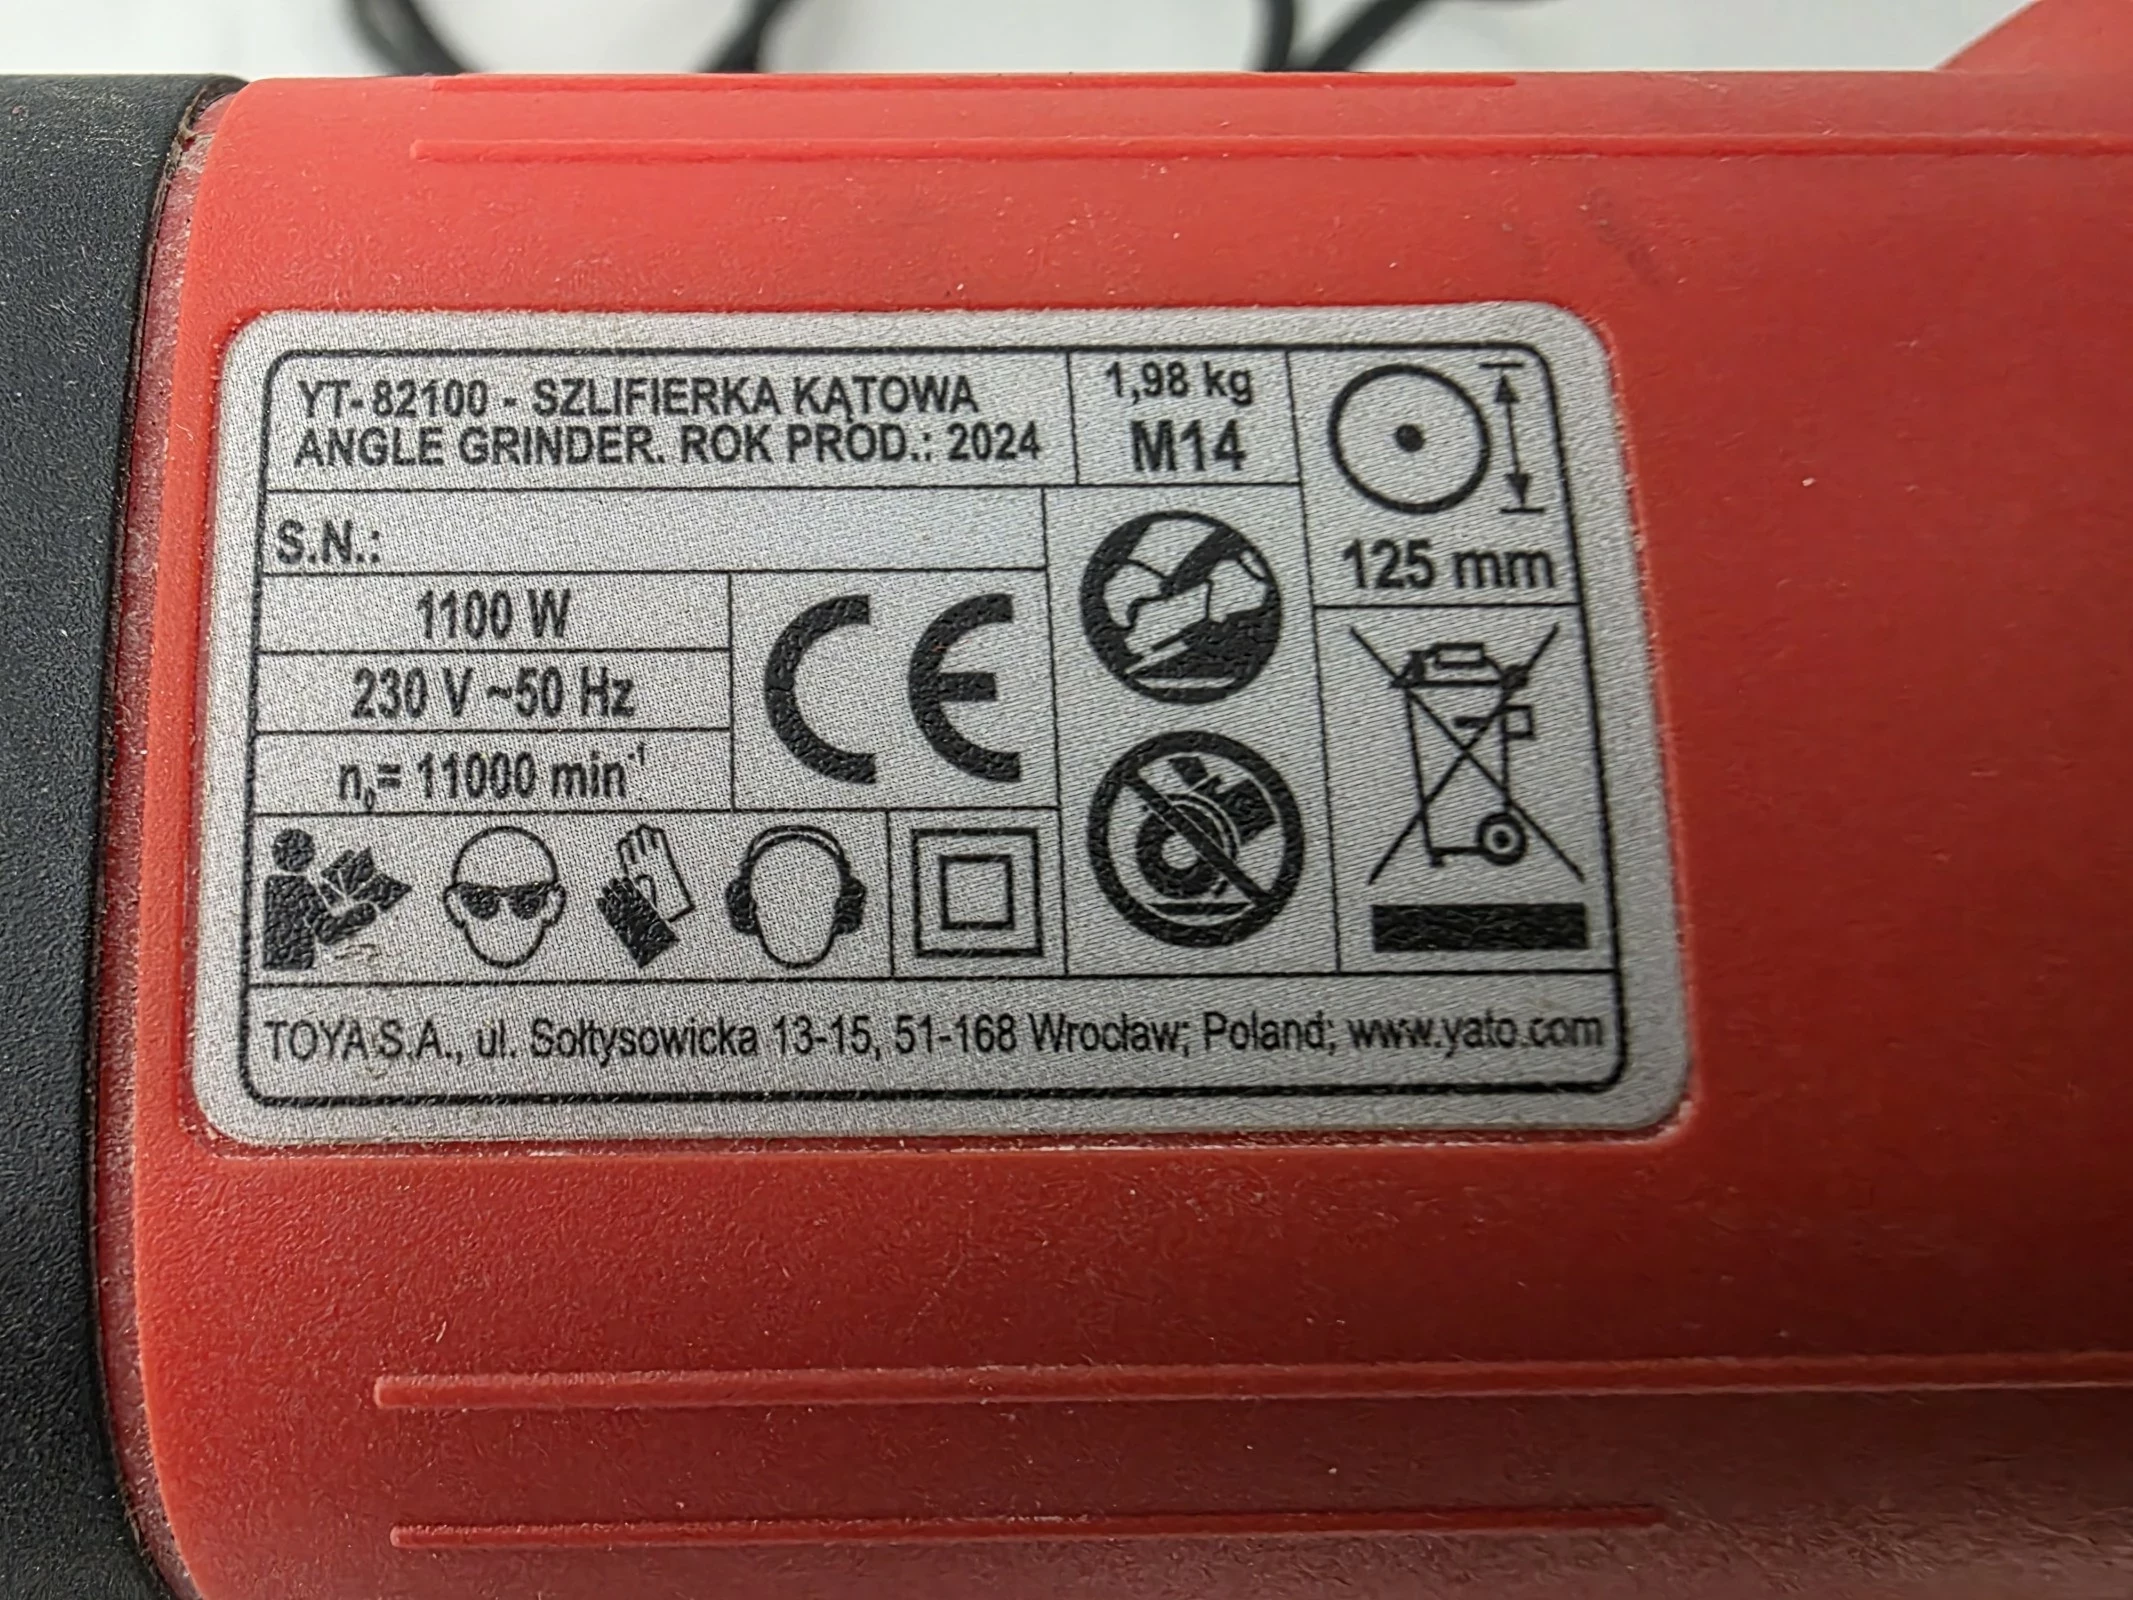 YT-82100 - SZLIFIERKA KĄTOWA
ANGLE GRINDER. ROK PROD.: 2024
1,98 kg
M14
125 mm
S.N.:
1100 W
230 V ~50 Hz
n₀= 11000 min⁻¹
CE
TOYA S.A., ul. Sołtysowicka 13-15, 51-168 Wrocław; Poland; www.yato.com